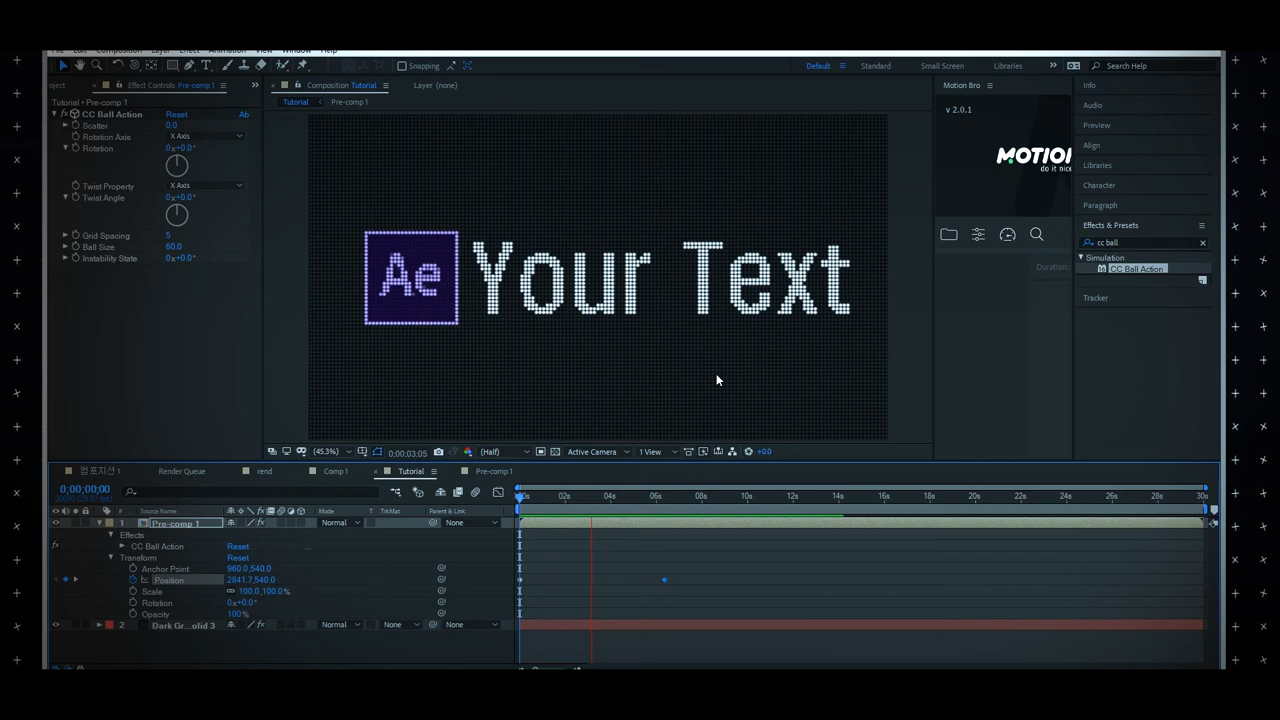 File Edit Composition Layer Effect Animation View Window Help
Snapping
Default
Standard
Small Screen
Libraries
Search Help
oject
Effect Controls Pre-comp 1
Composition Tutorial
Layer (none)
Motion Bro
Info
Tutorial
Pre-comp 1
Tutorial • Pre-comp 1
fx CC Ball Action Reset Ab
Scatter 0.0
Rotation Axis X Axis
Rotation 0x+0.0°
Twist Property X Axis
Twist Angle 0x+0.0°
Grid Spacing 5
Ball Size 60.0
Instability State 0x+0.0°
Ae Your Text
v 2.0.1
MOTION
do it nice
Duration:
Audio
Preview
Align
Libraries
Character
Paragraph
Effects & Presets
cc ball
Simulation
CC Ball Action
Tracker
(45.3%)
0;00;03;05
(Half)
Active Camera
1 View
+0.0
컴포지션 1
Render Queue
rend
Comp 1
Tutorial
Pre-comp 1
0;00;00;00
02s 04s 06s 08s 10s 12s 14s 16s 18s 20s 22s 24s 26s 28s 30s
# Source Name
Mode
T TrkMat
Parent & Link
1 Pre-comp 1
fx
Normal
None
Effects
fx CC Ball Action Reset
Transform Reset
Anchor Point 960.0,540.0
Position 2841.7,540.0
Scale 100.0,100.0%
Rotation 0x+0.0°
Opacity 100%
2 Dark Gr...olid 3
fx
Normal
None
None